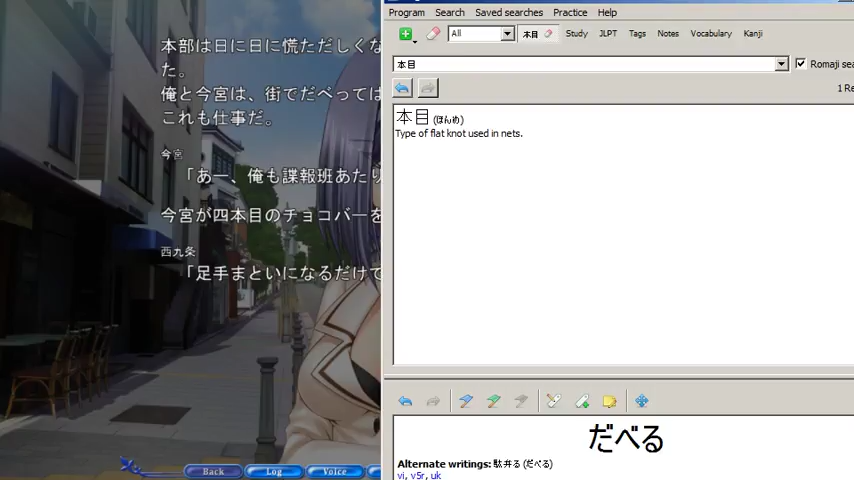 本部は日に日に慌ただしくな
た。
俺と今宮は、街でだべっては
これも仕事だ。
今宮
「あー、俺も諜報班あたり
今宮が四本目のチョコバーを
西九条
「足手まといになるだけで
Back
Log
Voice
Program Search Saved searches Practice Help
All 本目 Study JLPT Tags Notes Vocabulary Kanji
本目
Romaji sea
1 Re
本目 (ほんめ)
Type of flat knot used in nets.
だべる
Alternate writings: 駄弁る (だべる)
vi, v5r, uk